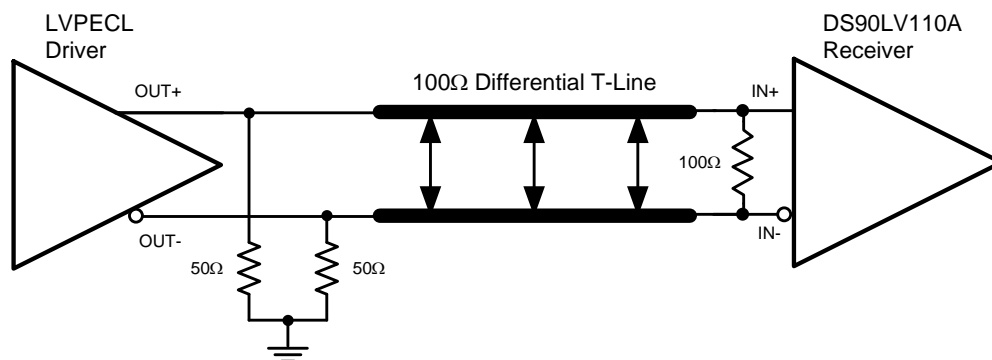 LVPECL
Driver
DS90LV110A
Receiver
OUT+
100Ω Differential T-Line
IN+
100Ω
OUT-
IN-
50Ω
50Ω